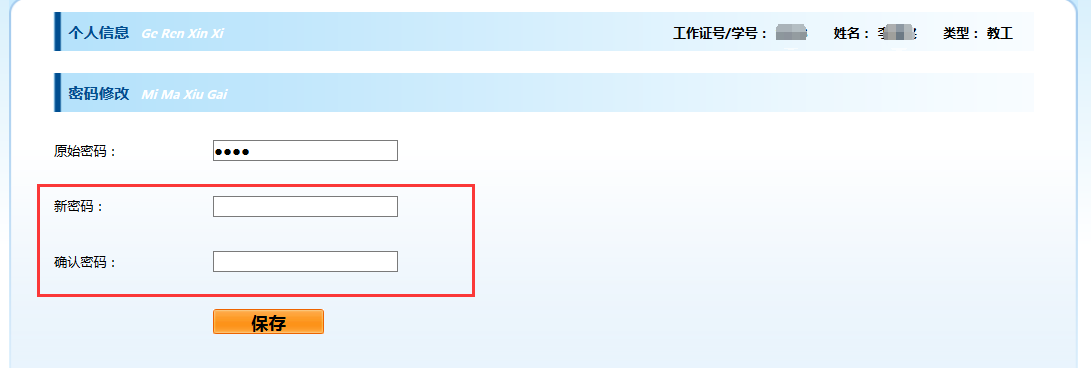 个人信息 Ge Ren Xin Xi 工作证号/学号： 姓名： 类型： 教工
密码修改 Mi Ma Xiu Gai
原始密码： ●●●●
新密码：
确认密码：
保存